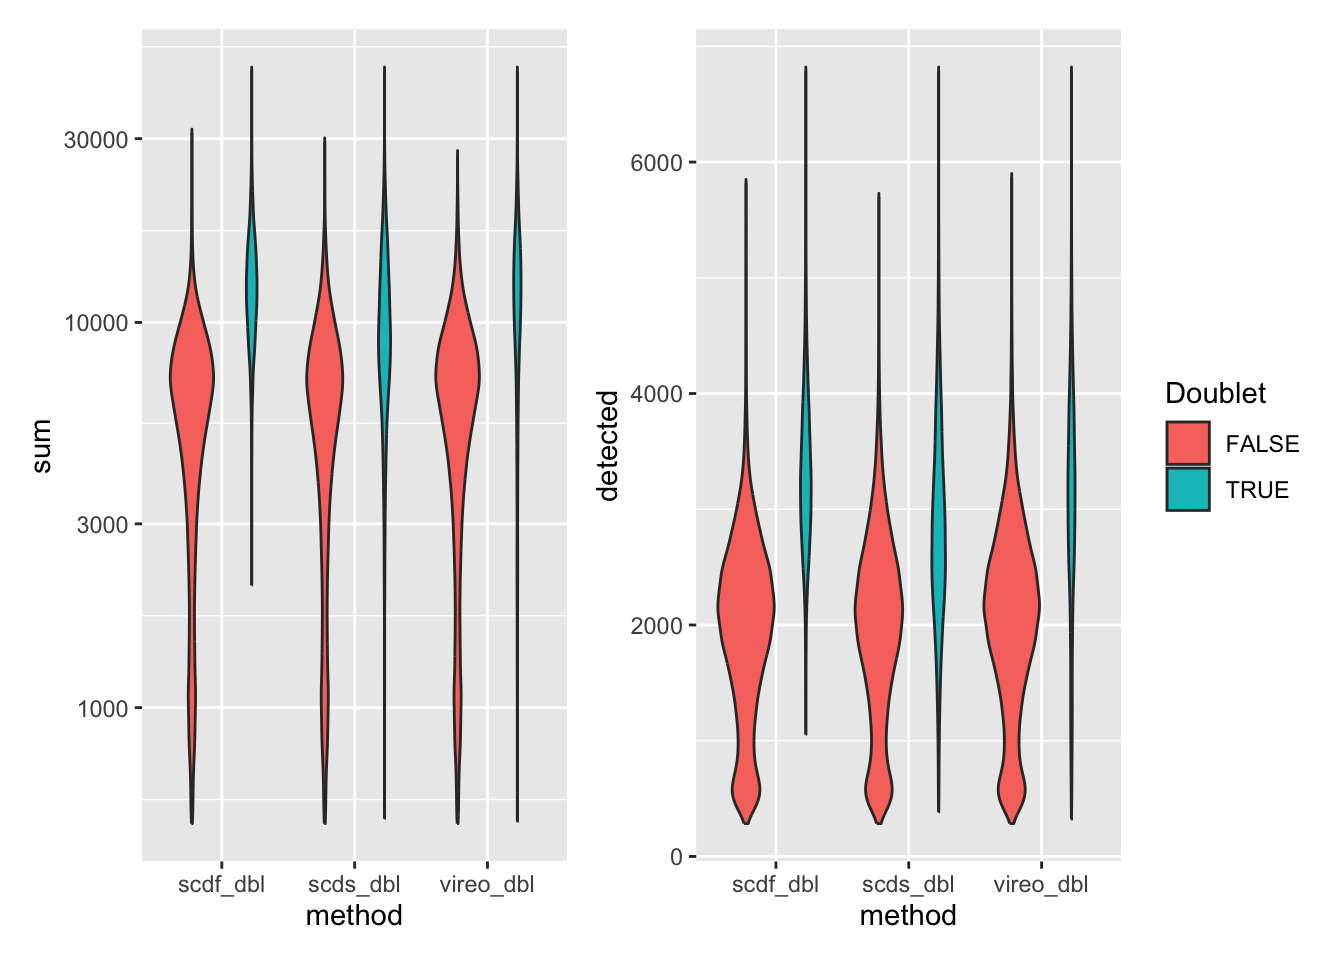 sum
30000
10000
3000
1000
scdf_dbl scds_dbl vireo_dbl
method
detected
6000
4000
2000
0
scdf_dbl scds_dbl vireo_dbl
method
Doublet
FALSE
TRUE